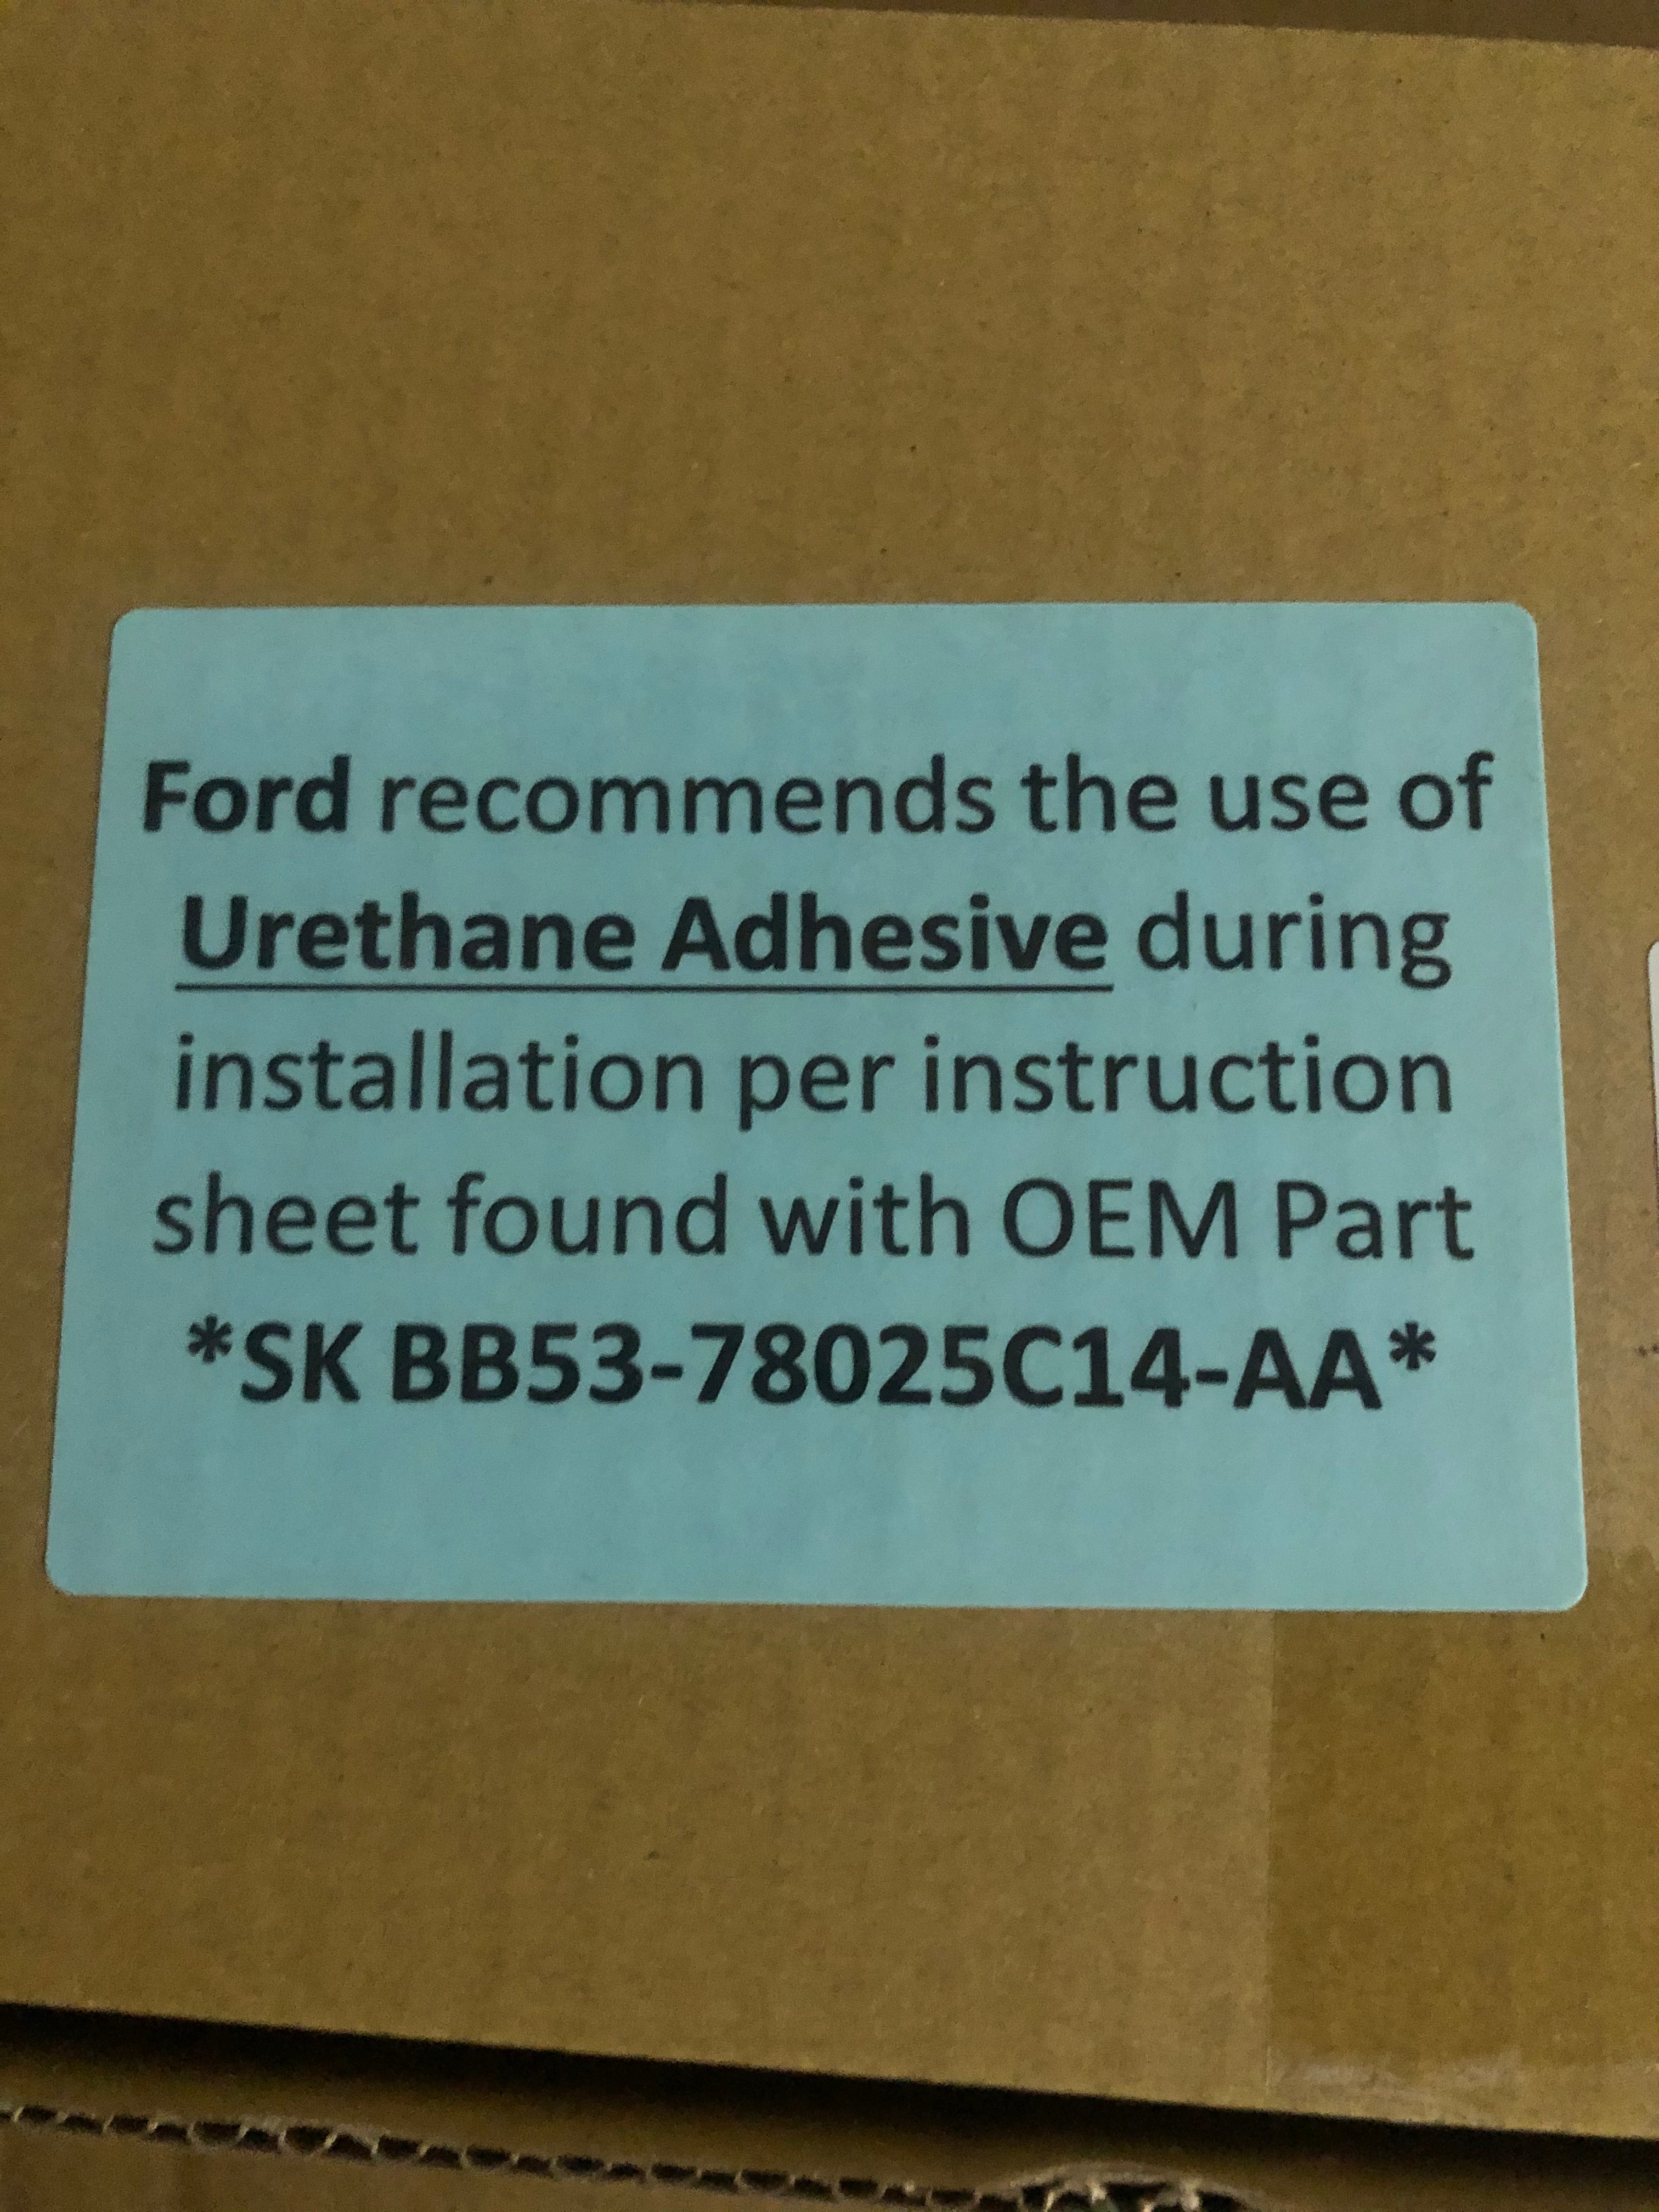 Ford recommends the use of
Urethane Adhesive during
installation per instruction
sheet found with OEM Part
*SK BB53-78025C14-AA*